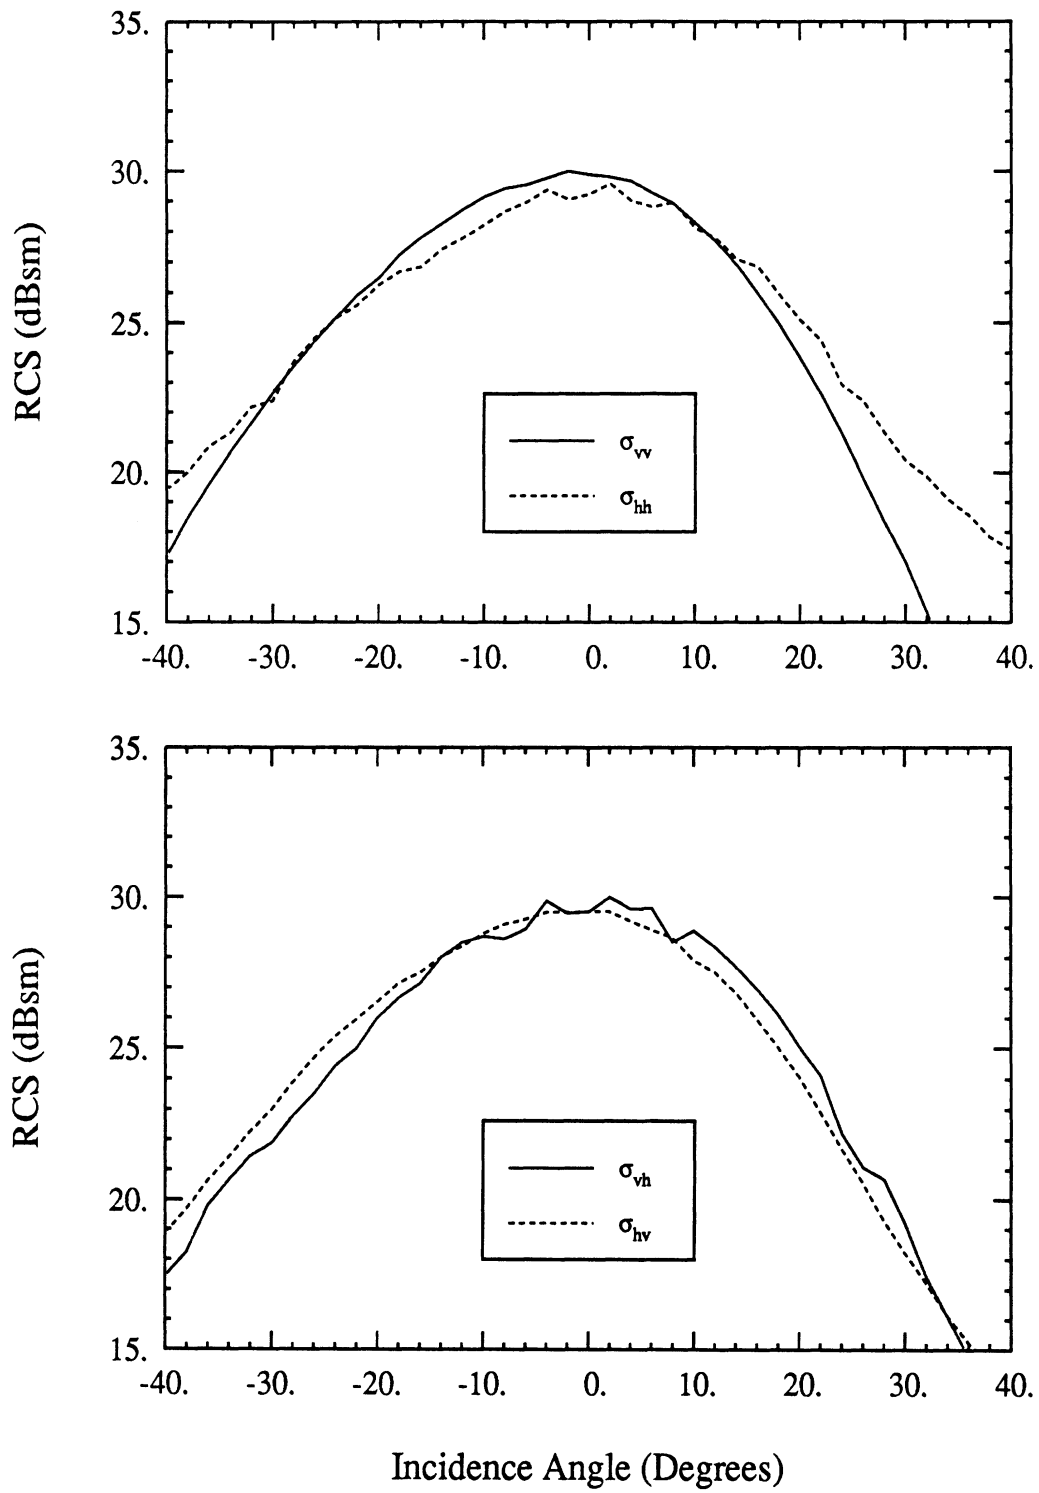 35.
30.
25.
20.
15.
RCS (dBsm)
σvv
σhh
-40. -30. -20. -10. 0. 10. 20. 30. 40.
35.
30.
25.
20.
15.
RCS (dBsm)
σvh
σhv
-40. -30. -20. -10. 0. 10. 20. 30. 40.
Incidence Angle (Degrees)